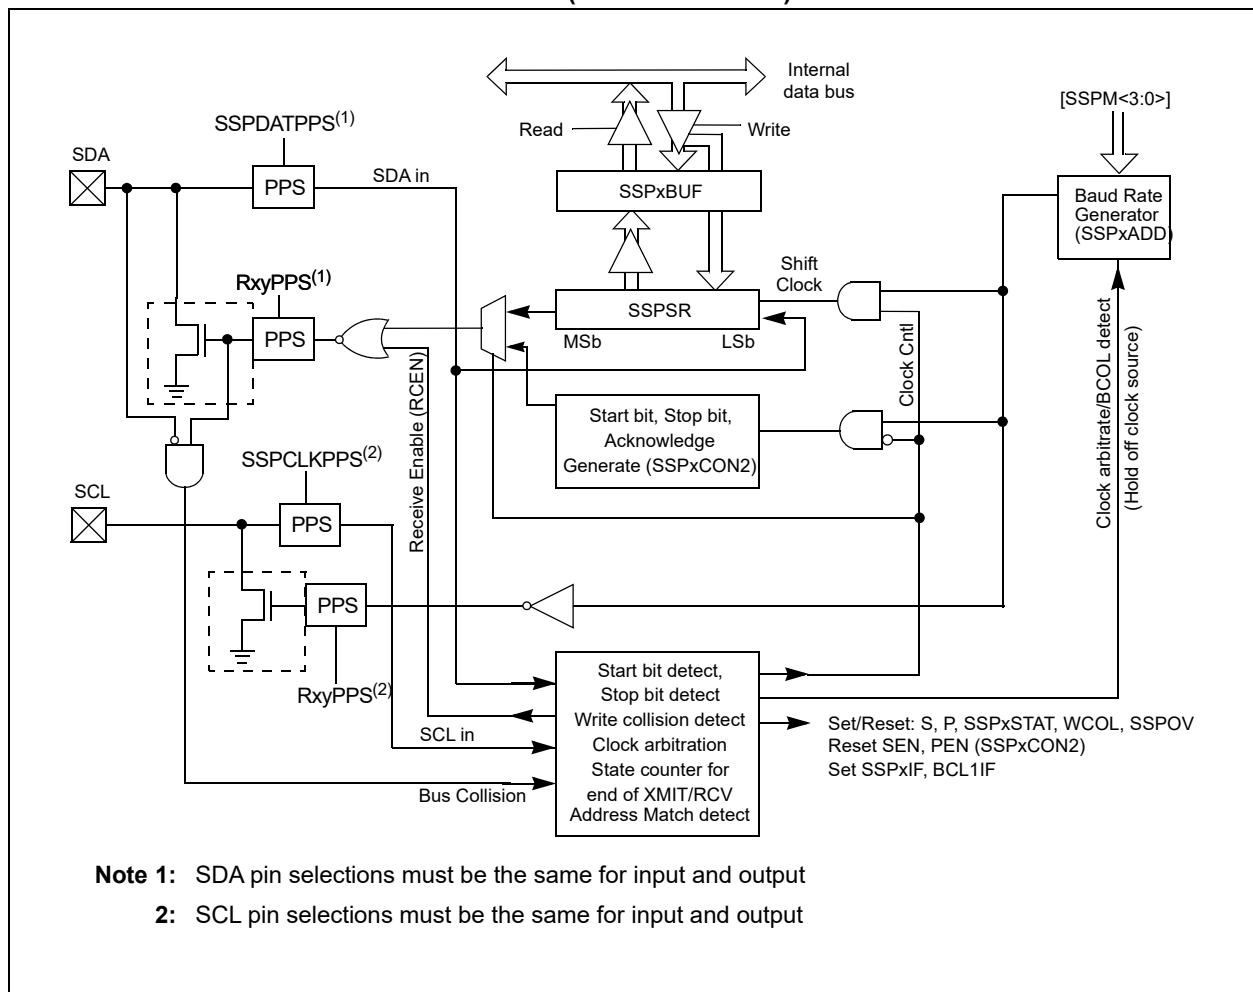 Internal
data bus
[SSPM<3:0>]
SSPDATPPS(1)
Read
Write
SDA
PPS
SDA in
SSPxBUF
Baud Rate
Generator
(SSPxADD)
RxyPPS(1)
Shift
Clock
PPS
SSPSR
MSb
LSb
Receive Enable (RCEN)
Clock Cntl
Clock arbitrate/BCOL detect
(Hold off clock source)
Start bit, Stop bit,
Acknowledge
Generate (SSPxCON2)
SSPCLKPPS(2)
SCL
PPS
PPS
RxyPPS(2)
SCL in
Bus Collision
Start bit detect,
Stop bit detect
Write collision detect
Clock arbitration
State counter for
end of XMIT/RCV
Address Match detect
Set/Reset: S, P, SSPxSTAT, WCOL, SSPOV
Reset SEN, PEN (SSPxCON2)
Set SSPxIF, BCL1IF
Note 1: SDA pin selections must be the same for input and output
2: SCL pin selections must be the same for input and output